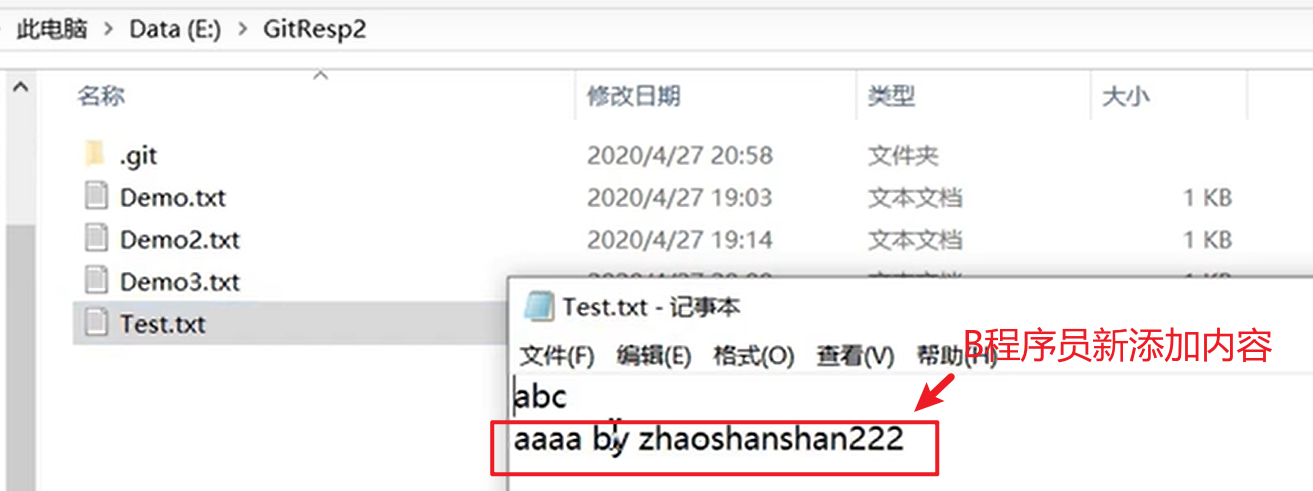 此电脑 > Data (E:) > GitResp2
名称 修改日期 类型 大小
.git 2020/4/27 20:58 文件夹
Demo.txt 2020/4/27 19:03 文本文档 1 KB
Demo2.txt 2020/4/27 19:14 文本文档 1 KB
Demo3.txt
Test.txt
Test.txt - 记事本
B程序员新添加内容
文件(F) 编辑(E) 格式(O) 查看(V) 帮助(H)
abc
aaaa by zhaoshanshan222